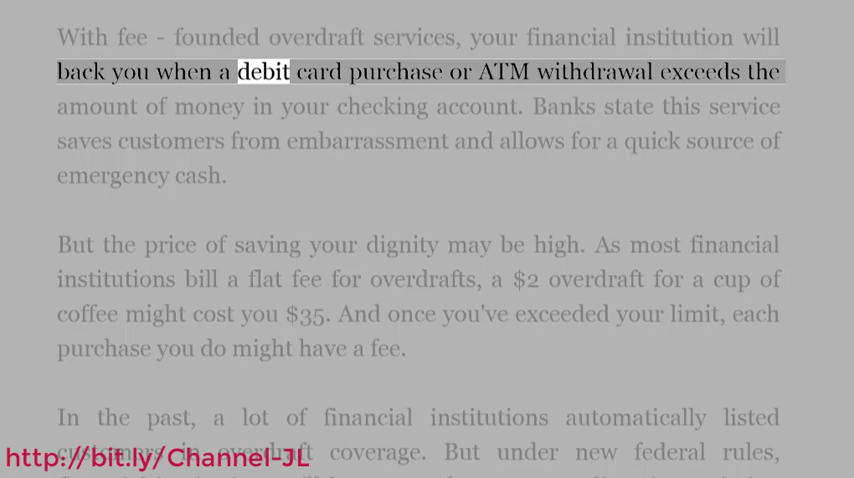 With fee - founded overdraft services, your financial institution will
back you when a debit card purchase or ATM withdrawal exceeds the
amount of money in your checking account. Banks state this service
saves customers from embarrassment and allows for a quick source of
emergency cash.
But the price of saving your dignity may be high. As most financial
institutions bill a flat fee for overdrafts, a $2 overdraft for a cup of
coffee might cost you $35. And once you've exceeded your limit, each
purchase you do might have a fee.
In the past, a lot of financial institutions automatically listed
customers in overdraft coverage. But under new federal rules,
http://bit.ly/Channel-JL